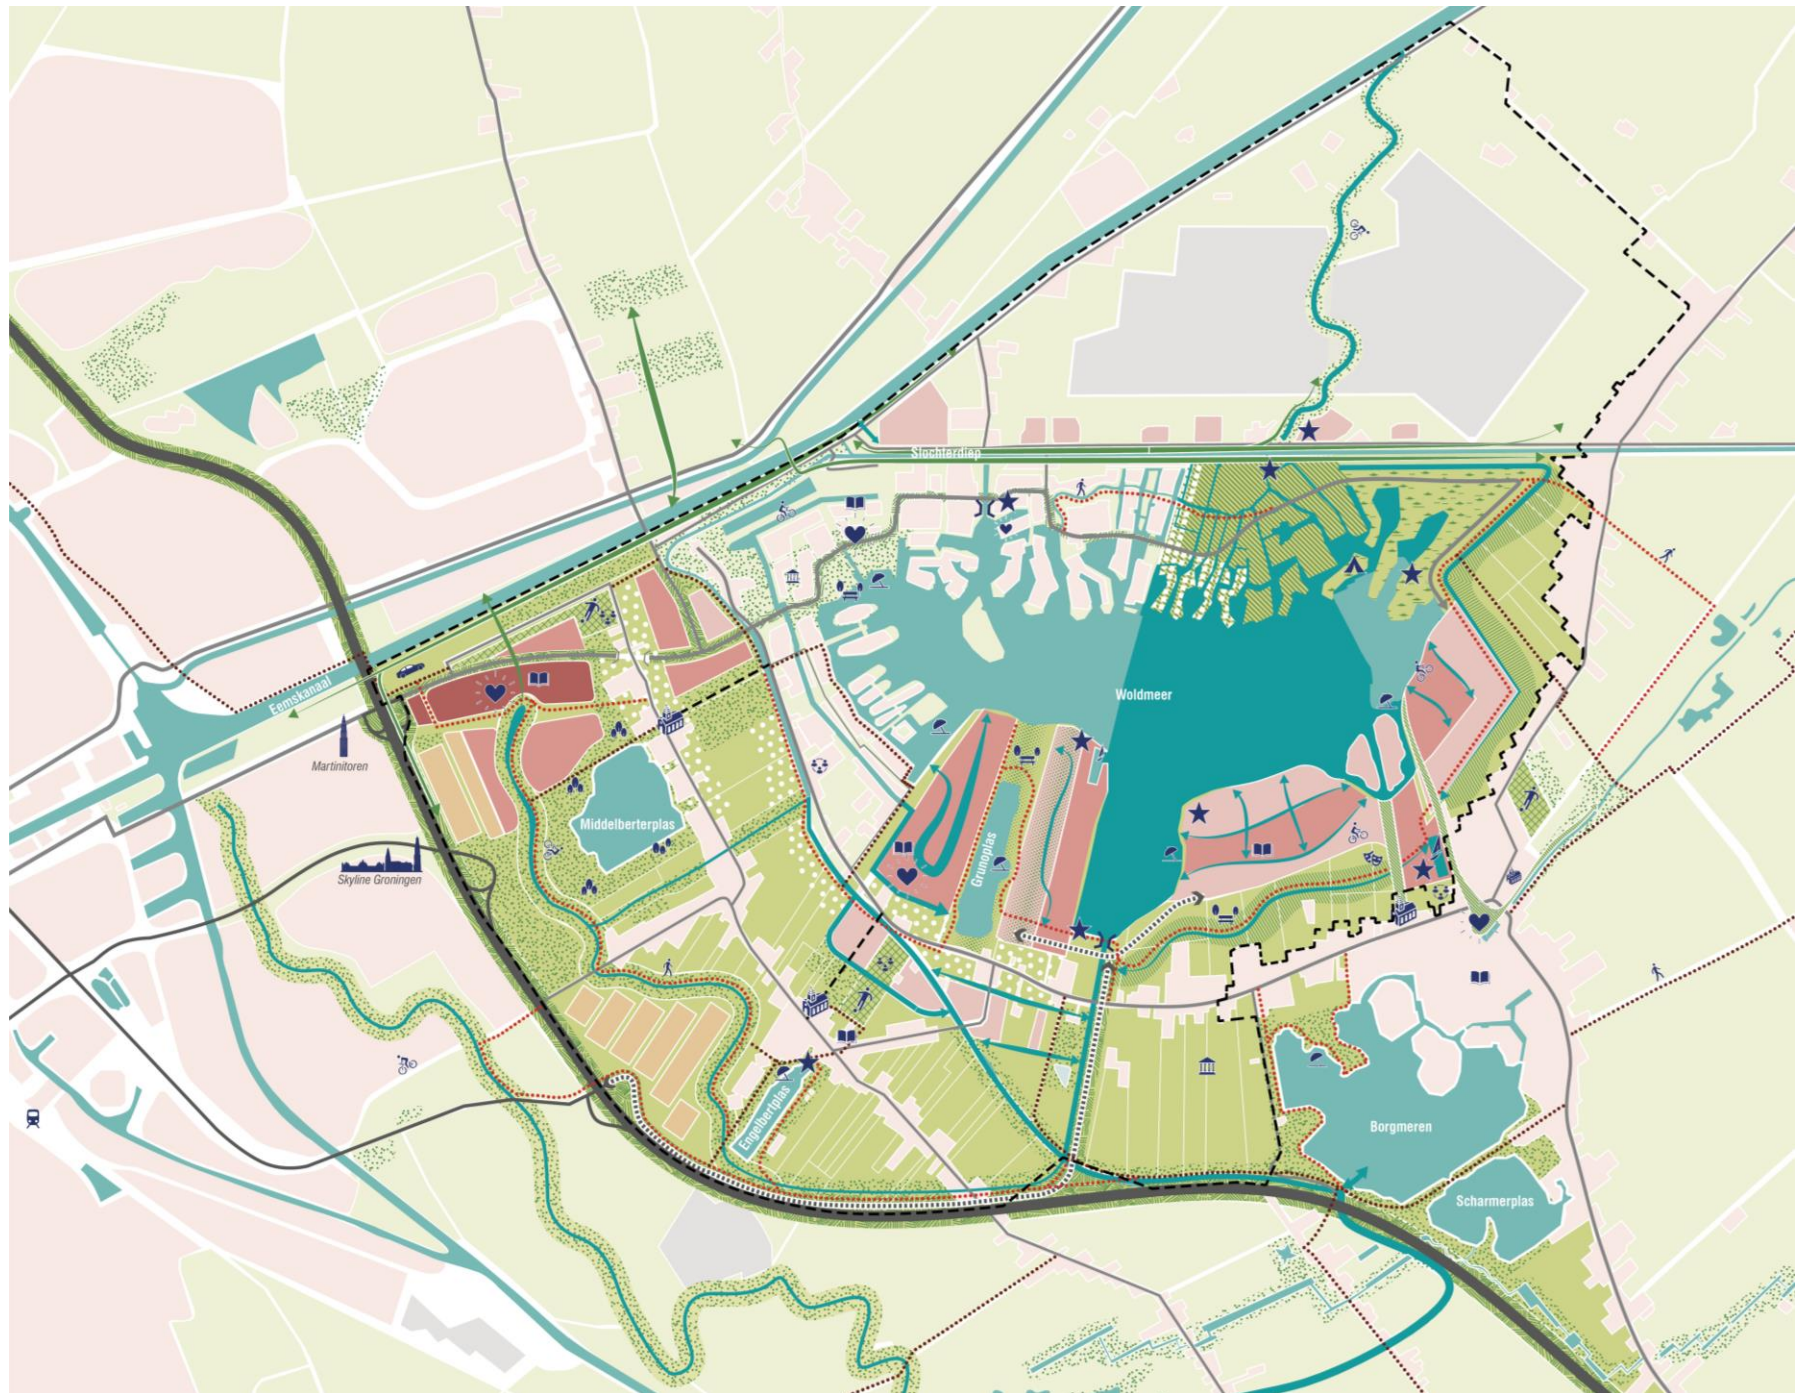 Slochterdiep
Eemskanaal
Woldmeer
Martinitoren
Middelberterplas
Grunoplas
Skyline Groningen
Engelbertplas
Borgmeren
Scharmerplas